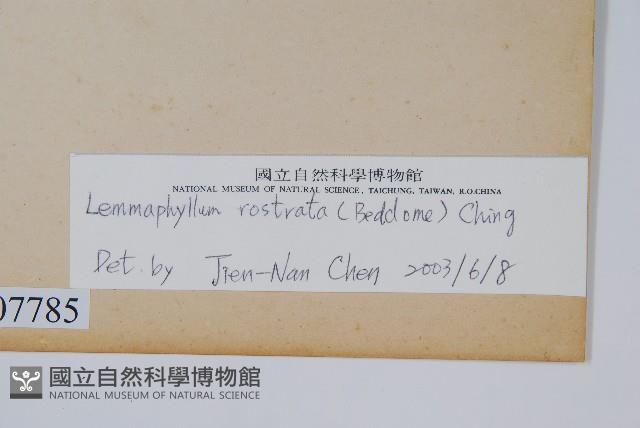 國立自然科學博物館
NATIONAL MUSEUM OF NATURAL SCIENCE, TAICHUNG, TAIWAN, R.O.CHINA
Lemmaphyllum rostrata (Beddome) Ching
Det. by Jien-Nan Chen 2003/6/8
07785
國立自然科學博物館
NATIONAL MUSEUM OF NATURAL SCIENCE